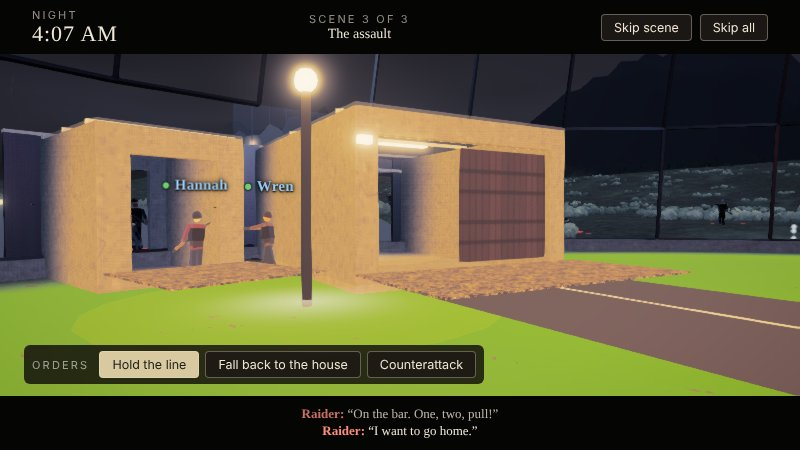 NIGHT
4:07 AM
SCENE 3 OF 3
The assault
Skip scene
Skip all
Hannah
Wren
ORDERS
Hold the line
Fall back to the house
Counterattack
Raider: “On the bar. One, two, pull!”
Raider: “I want to go home.”